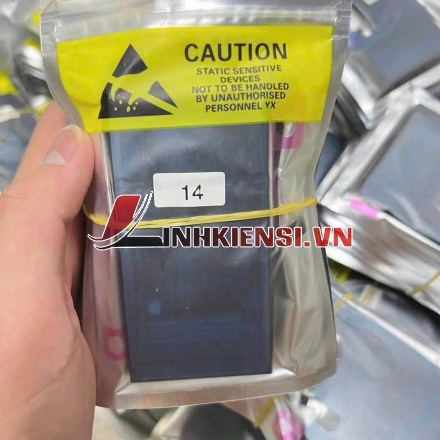 CAUTION
STATIC SENSITIVE
DEVICES
NOT TO BE HANDLED
BY UNAUTHORISED
PERSONNEL YX
14
LINHKIENSI.VN